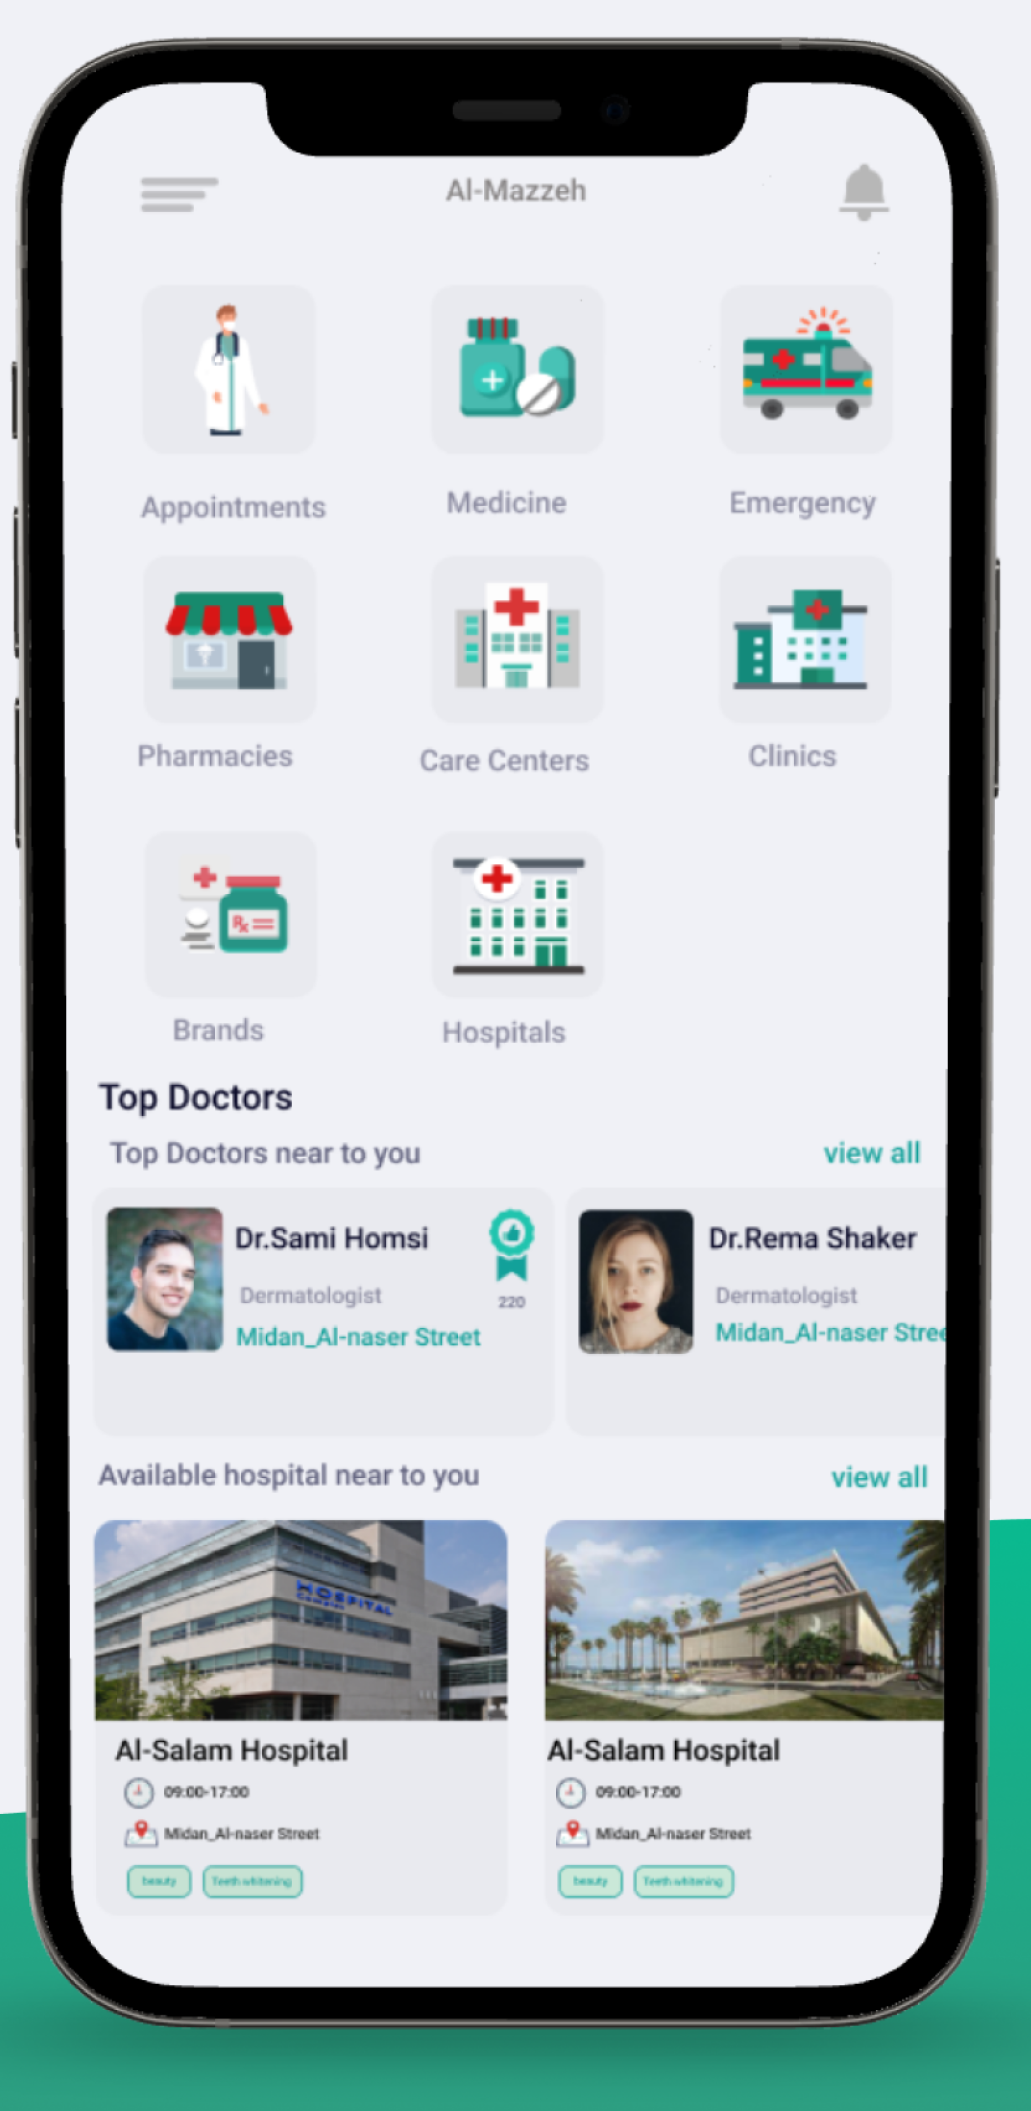 Al-Mazzeh
Appointments
Medicine
Emergency
Pharmacies
Care Centers
Clinics
Rx
Brands
Hospitals
Top Doctors
Top Doctors near to you
view all
Dr.Sami Homsi
Dermatologist
Midan_Al-naser Street
220
Dr.Rema Shaker
Dermatologist
Midan_Al-naser Stree
Available hospital near to you
view all
HOSPITAL
Al-Salam Hospital
09:00-17:00
Midan_Al-naser Street
beauty
Teeth whitening
Al-Salam Hospital
09:00-17:00
Midan_Al-naser Street
beauty
Teeth whitening